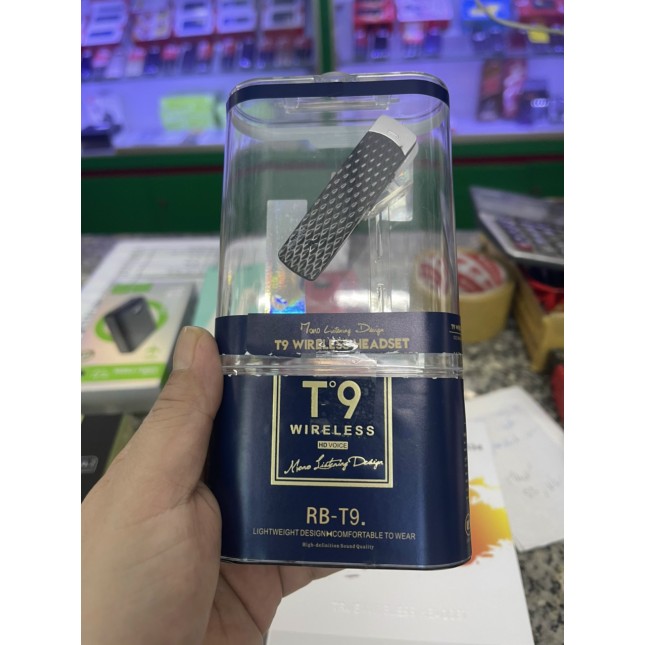 Mono Listening Design
T9 WIRELESS HEADSET
T°9
WIRELESS
HD VOICE
Mono Listening Design
RB-T9.
LIGHTWEIGHT DESIGN COMFORTABLE TO WEAR
High-definition Sound Quality